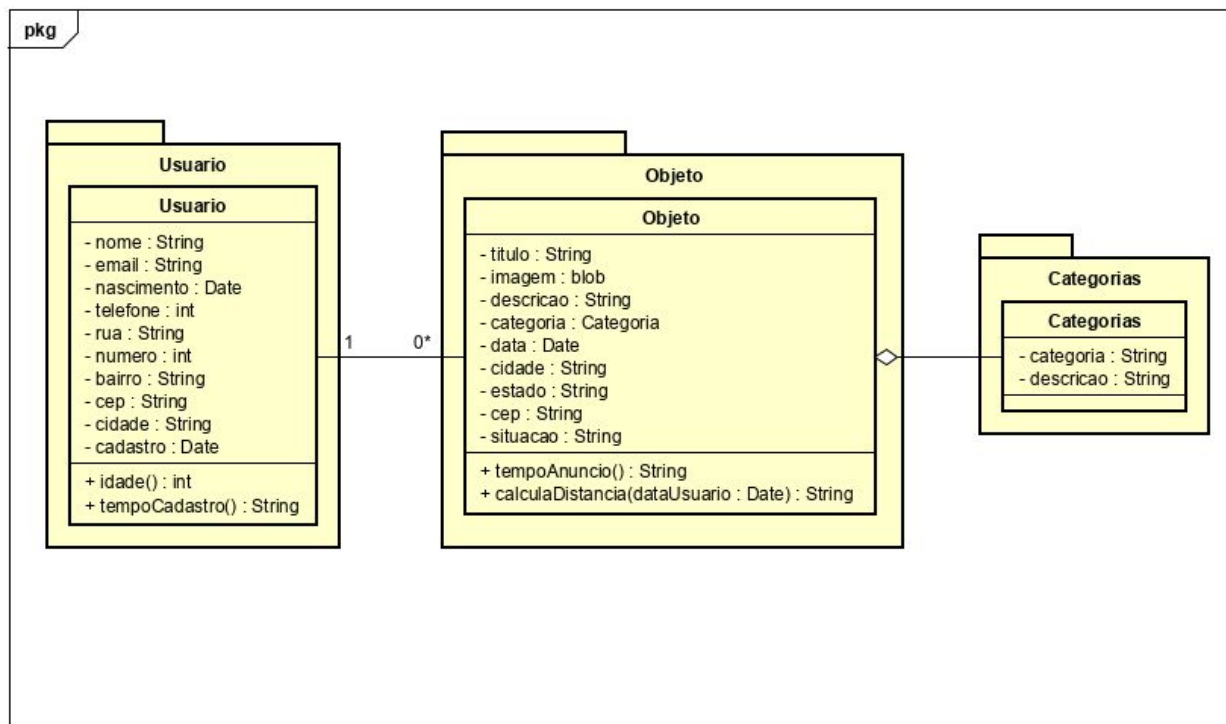 pkg
Usuario
Usuario
- nome : String
- email : String
- nascimento : Date
- telefone : int
- rua : String
- numero : int
- bairro : String
- cep : String
- cidade : String
- cadastro : Date
+ idade() : int
+ tempoCadastro() : String
1
0*
Objeto
Objeto
- titulo : String
- imagem : blob
- descricao : String
- categoria : Categoria
- data : Date
- cidade : String
- estado : String
- cep : String
- situacao : String
+ tempoAnuncio() : String
+ calculaDistancia(dataUsuario : Date) : String
Categorias
Categorias
- categoria : String
- descricao : String